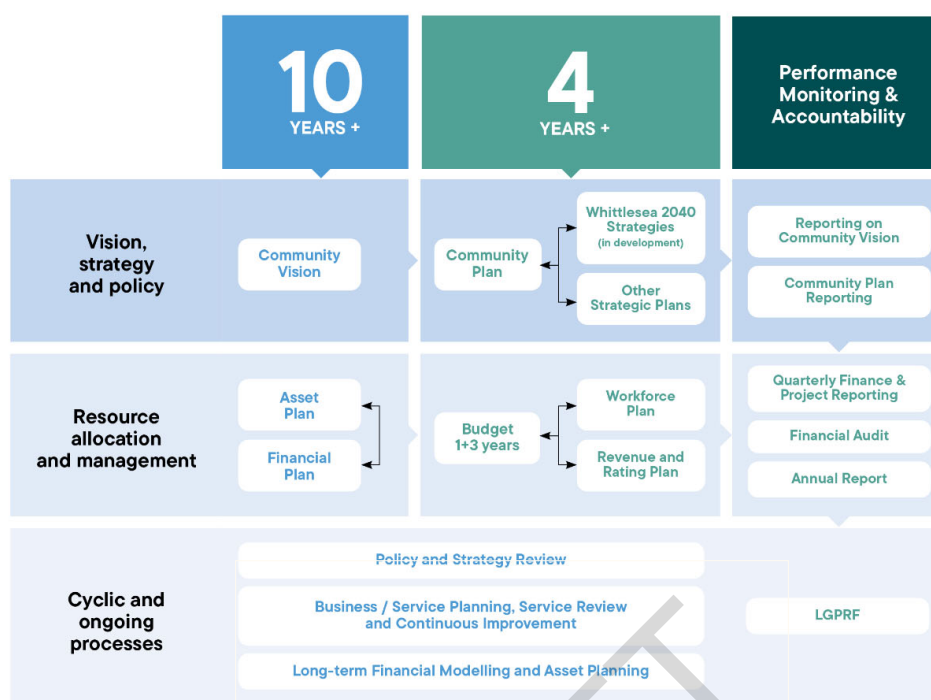 10
YEARS +
4
YEARS +
Performance
Monitoring &
Accountability
Vision,
strategy
and policy
Community
Vision
Community
Plan
Whittlesea 2040
Strategies
(in development)
Other
Strategic Plans
Reporting on
Community Vision
Community Plan
Reporting
Resource
allocation
and management
Asset
Plan
Financial
Plan
Budget
1+3 years
Workforce
Plan
Revenue and
Rating Plan
Quarterly Finance &
Project Reporting
Financial Audit
Annual Report
Cyclic and
ongoing
processes
Policy and Strategy Review
Business / Service Planning, Service Review
and Continuous Improvement
Long-term Financial Modelling and Asset Planning
LGPRF